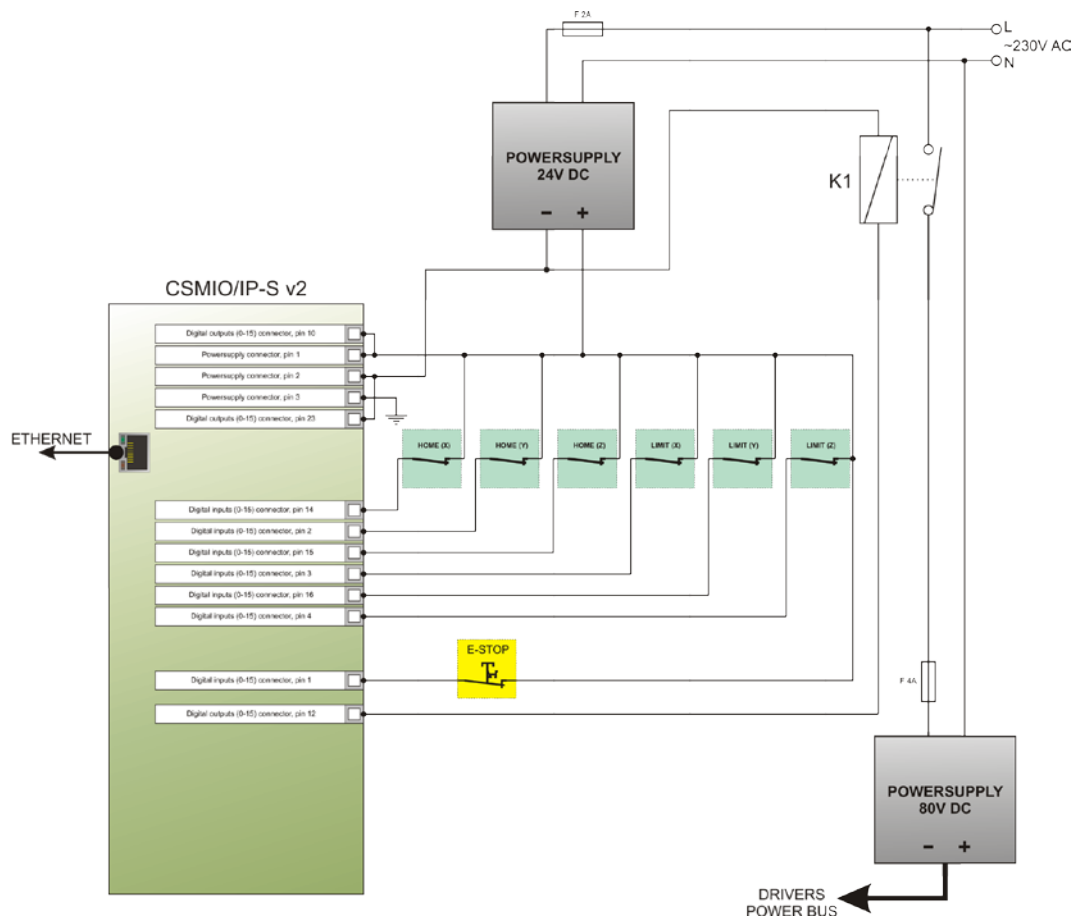 F 2A
L
~230V AC
N
POWERSUPPLY
24V DC
- +
K1
CSMIO/IP-S v2
Digital outputs (0-15) connector, pin 10
Powersupply connector, pin 1
Powersupply connector, pin 2
Powersupply connector, pin 3
Digital outputs (0-15) connector, pin 23
ETHERNET
HOME (X)
HOME (Y)
HOME (Z)
LIMIT (X)
LIMIT (Y)
LIMIT (Z)
Digital inputs (0-15) connector, pin 14
Digital inputs (0-15) connector, pin 2
Digital inputs (0-15) connector, pin 15
Digital inputs (0-15) connector, pin 3
Digital inputs (0-15) connector, pin 16
Digital inputs (0-15) connector, pin 4
E-STOP
Digital inputs (0-15) connector, pin 1
Digital outputs (0-15) connector, pin 12
F 4A
POWERSUPPLY
80V DC
- +
DRIVERS
POWER BUS